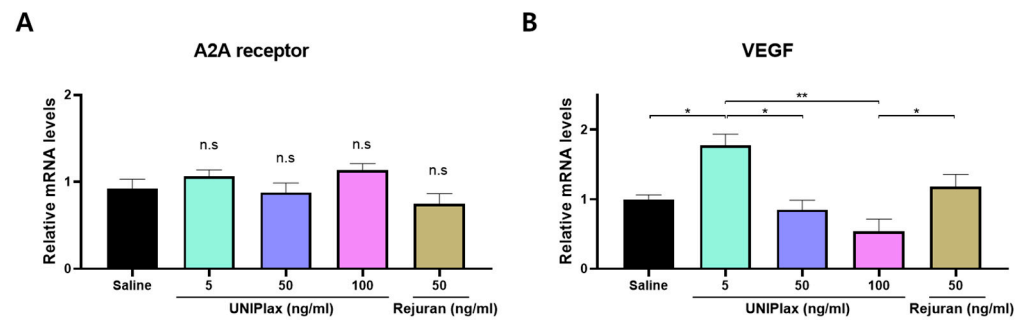 A
A2A receptor
Relative mRNA levels
2
1
0
n.s
n.s
n.s
n.s
Saline
5
50
100
50
UNIPlax (ng/ml)
Rejuran (ng/ml)
B
VEGF
Relative mRNA levels
2
1
0
*
*
**
*
Saline
5
50
100
50
UNIPlax (ng/ml)
Rejuran (ng/ml)